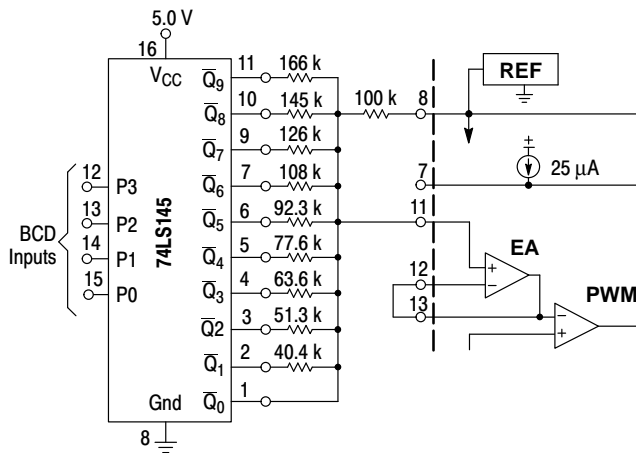 5.0 V
16
VCC
11
Q9
166 k
10
Q8
145 k
100 k
8
REF
9
Q7
126 k
7
Q6
108 k
7
25 µA
6
Q5
92.3 k
11
5
Q4
77.6 k
12
EA
4
Q3
63.6 k
13
PWM
3
Q2
51.3 k
2
Q1
40.4 k
1
Q0
12
P3
13
P2
14
P1
15
P0
BCD
Inputs
74LS145
Gnd
8
+
−
−
+
+